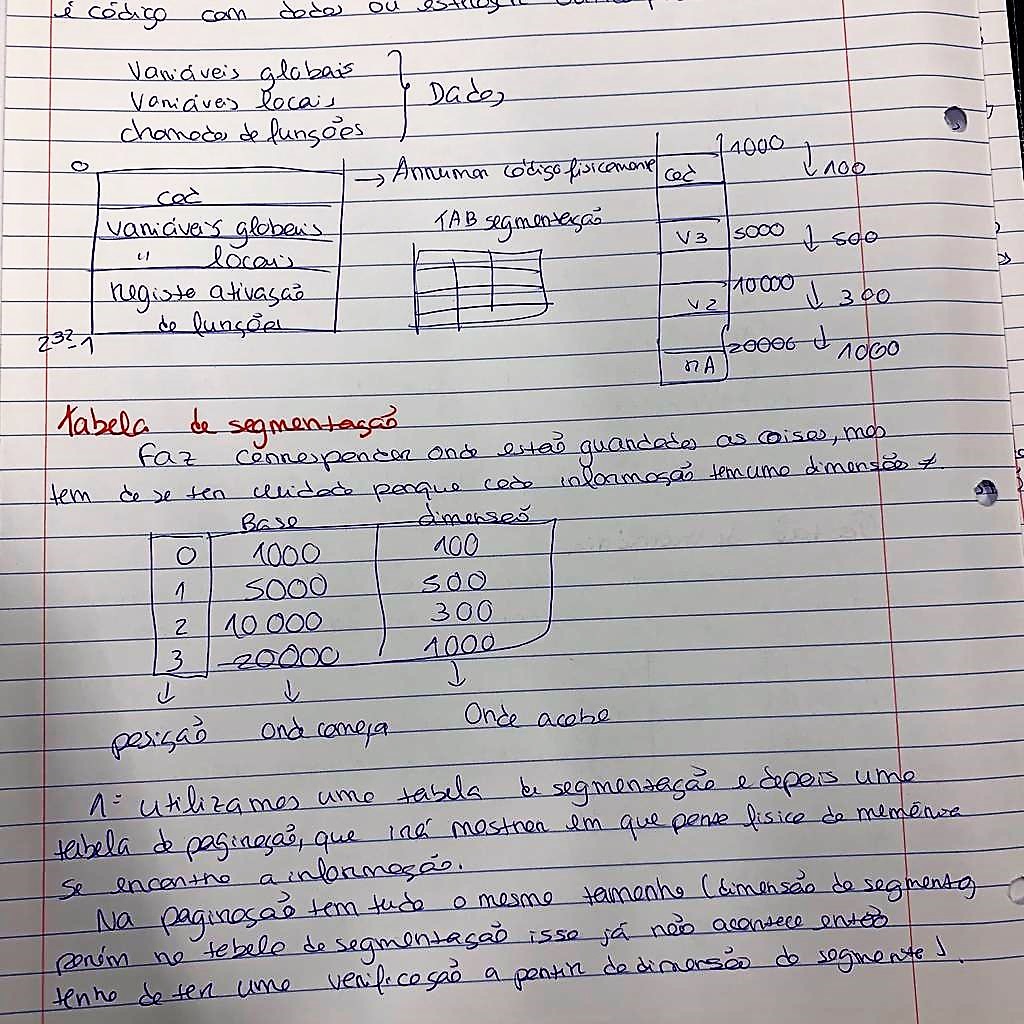 é código com dados ou
Variáveis globais
Variáveis locais
chamada de funções
Dados
0
cod
variáveis globais
" locais
registo ativação
de funções
2³²-1
→ Arrumar código fisicamente
TAB segmentação
cod
1000 ↓ 100
V3
5000 ↓ 500
V2
10000 ↓ 300
rA
20000 ↓ 1000
Tabela de segmentação
Faz corresponder onde estão guardadas as coisas, mas
tem de se ter cuidado porque cada informação tem uma dimensão ≠
Base dimensão
0 1000 100
1 5000 500
2 10 000 300
3 20000 1000
↓ ↓ ↓
posição Onde começa Onde acaba
1º utilizamos uma tabela de segmentação e depois uma
tabela de paginação, que irá mostrar em que parte física da memória
se encontra a informação.
Na paginação tem tudo o mesmo tamanho (dimensão do segmento,
porém na tabela de segmentação isso já não acontece então
tenho de ter uma verificação a partir da dimensão do segmento).